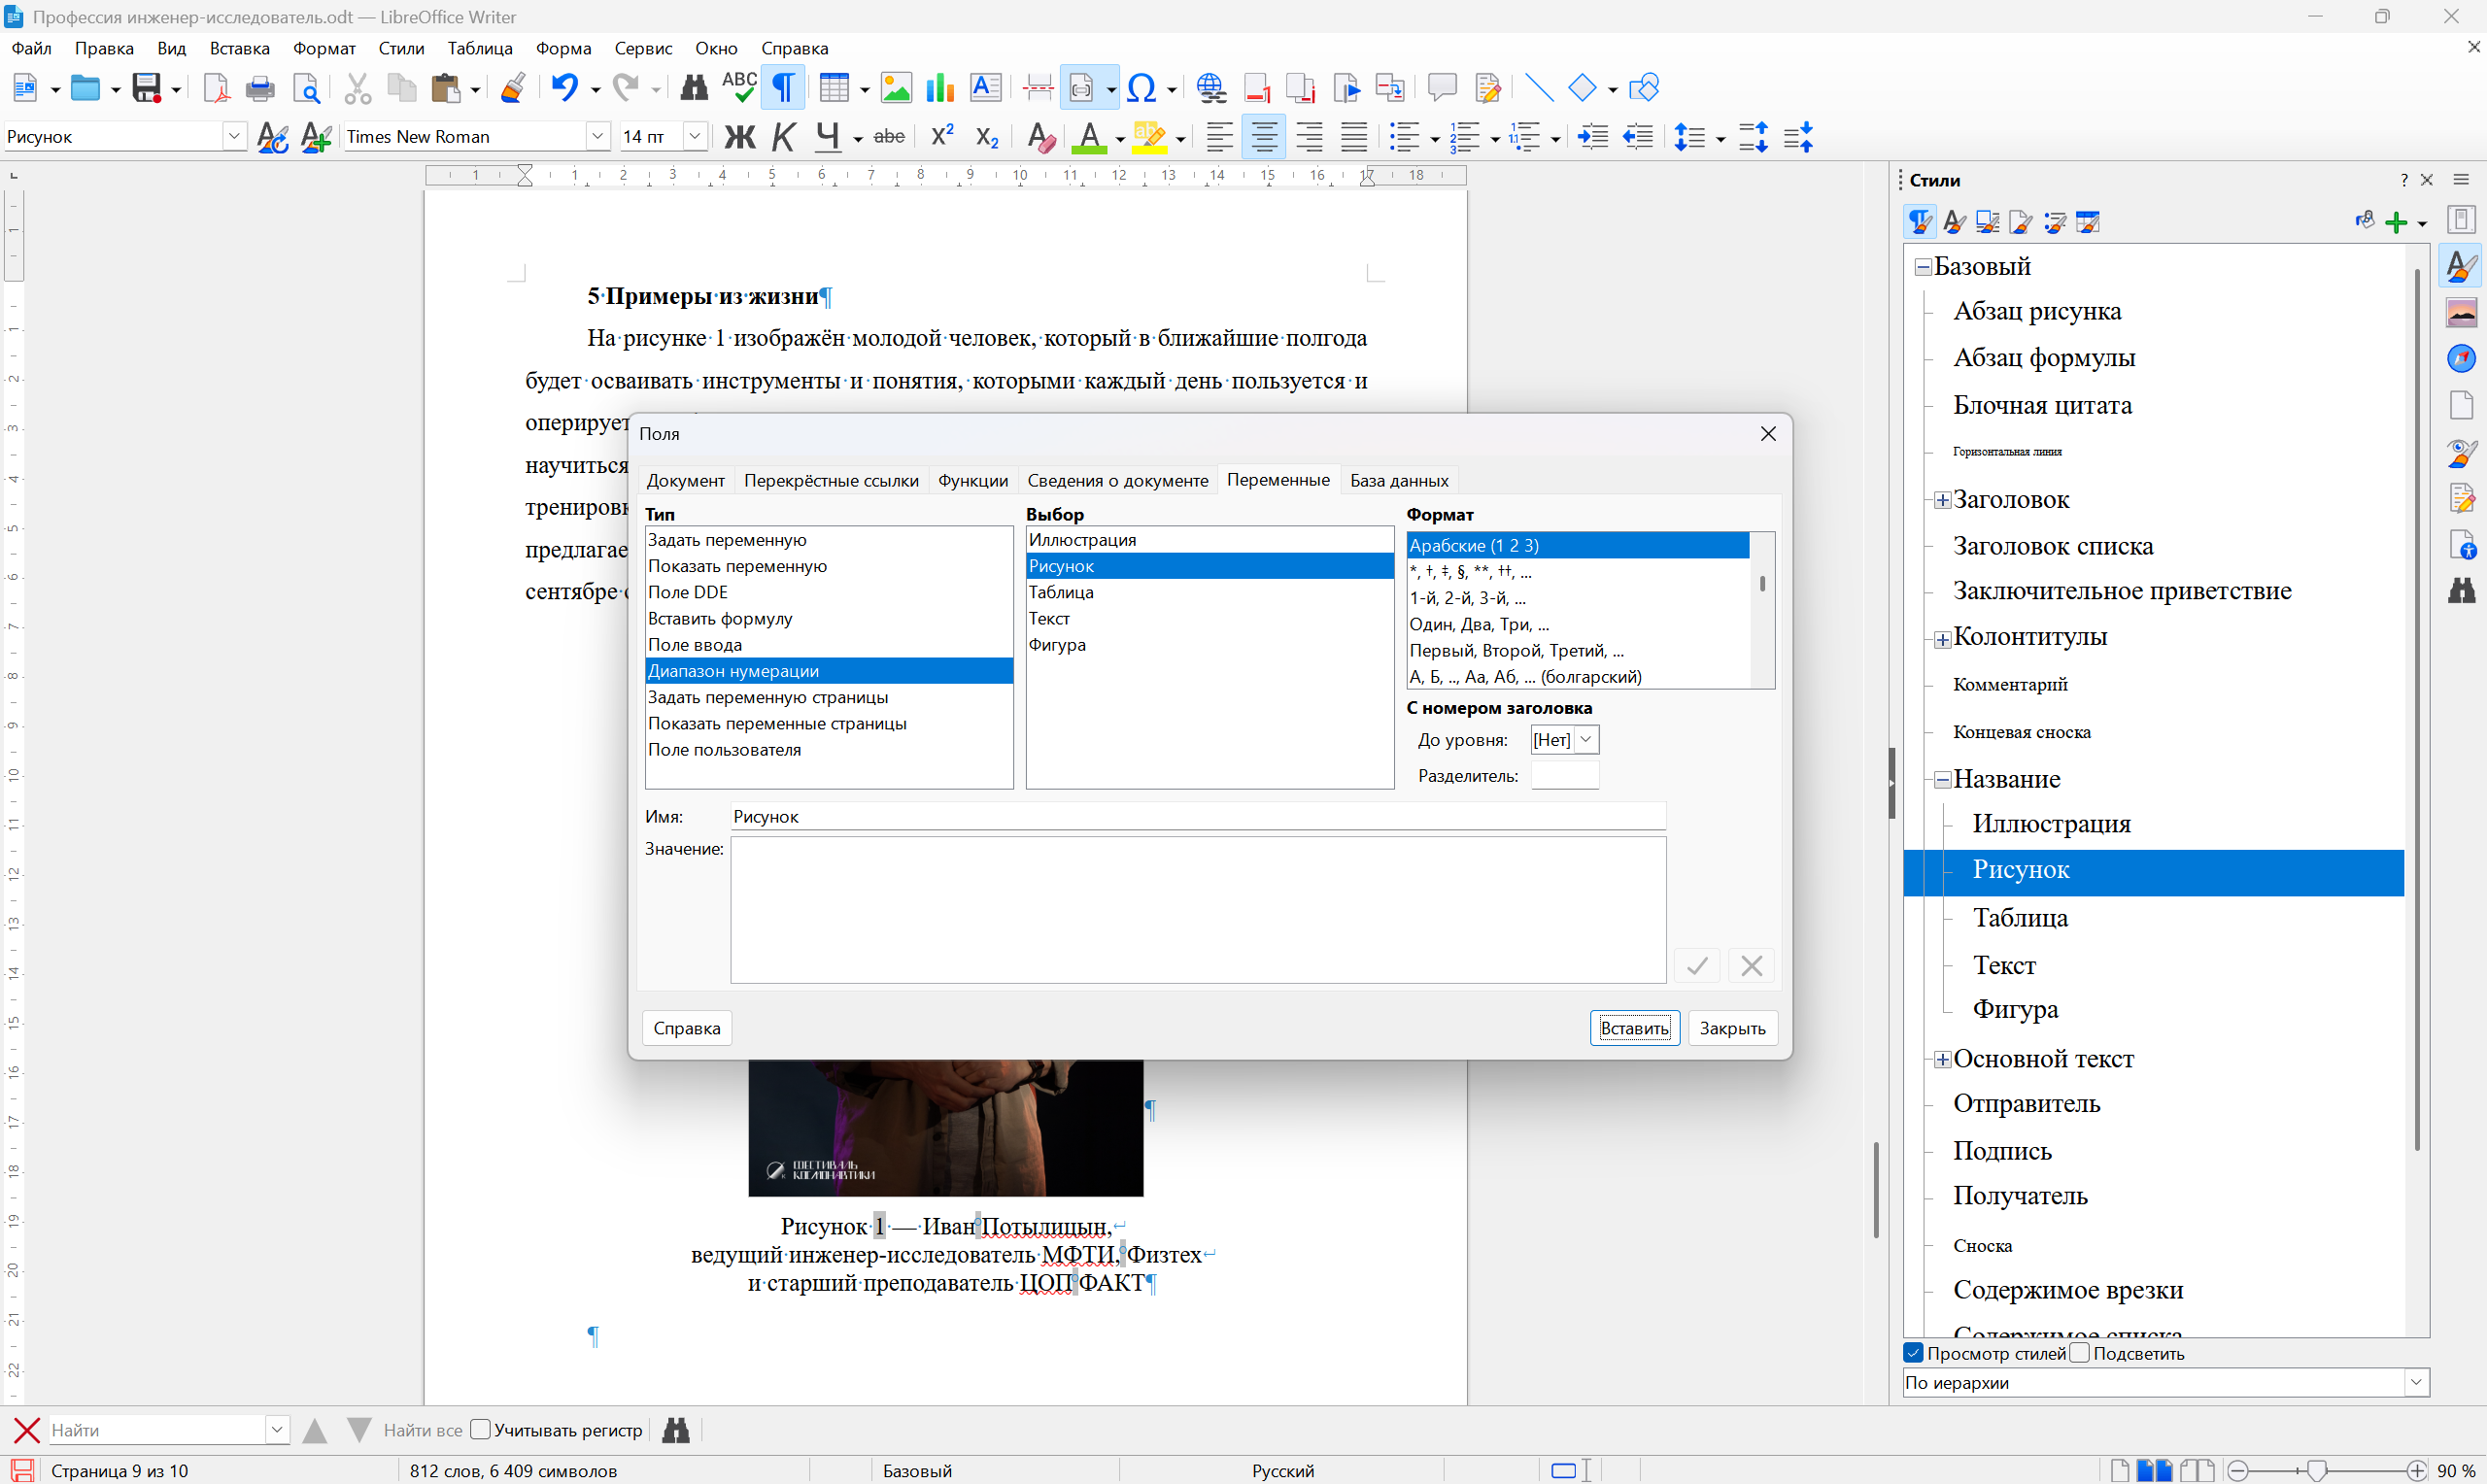 Профессия инженер-исследователь.odt — LibreOffice Writer
Файл Правка Вид Вставка Формат Стили Таблица Форма Сервис Окно Справка
Рисунок Times New Roman 14 пт
Стили
5 Примеры из жизни¶
На рисунке 1 изображён молодой человек, который в ближайшие полгода
будет осваивать инструменты и понятия, которыми каждый день пользуется и
оперирует
научиться
предлагае
сентябре
Поля
Документ Перекрёстные ссылки Функции Сведения о документе Переменные База данных
Тип
Задать переменную
Показать переменную
Поле DDE
Вставить формулу
Поле ввода
Диапазон нумерации
Задать переменную страницы
Показать переменные страницы
Поле пользователя
Выбор
Иллюстрация
Рисунок
Таблица
Текст
Фигура
Формат
Арабские (1 2 3)
*, †, ‡, §, **, ††, ...
1-й, 2-й, 3-й, ...
Один, Два, Три, ...
Первый, Второй, Третий, ...
А, Б, .., Аа, Аб, ... (болгарский)
С номером заголовка
До уровня: [Нет]
Разделитель:
Имя: Рисунок
Значение:
Справка Вставить Закрыть
ШЕСТИВАЛЬ
КОСМОНАВТИКИ
Рисунок 1 — Иван Потылицын,
ведущий инженер-исследователь МФТИ, Физтех
и старший преподаватель ЦОП ФАКТ¶
¶
Базовый
Абзац рисунка
Абзац формулы
Блочная цитата
Горизонтальная линия
Заголовок
Заголовок списка
Заключительное приветствие
Колонтитулы
Комментарий
Концевая сноска
Название
Иллюстрация
Рисунок
Таблица
Текст
Фигура
Основной текст
Отправитель
Подпись
Получатель
Сноска
Содержимое врезки
Содержимое списка
Просмотр стилей Подсветить
По иерархии
Найти Найти все Учитывать регистр
Страница 9 из 10 812 слов, 6 409 символов Базовый Русский 90 %